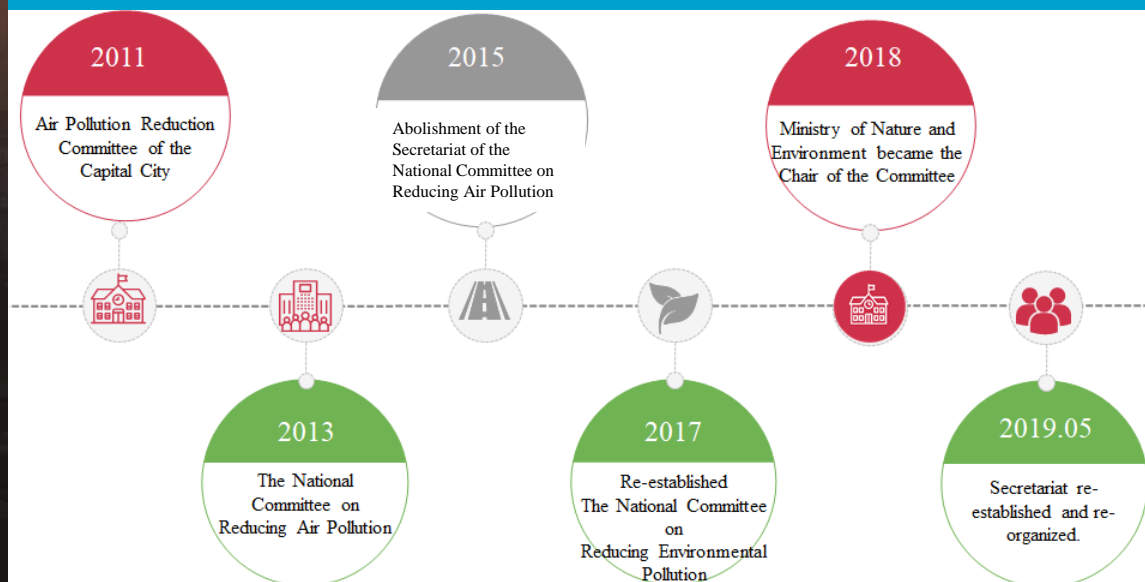 2011
Air Pollution Reduction
Committee of the
Capital City
2015
Abolishment of the
Secretariat of the
National Committee on
Reducing Air Pollution
2018
Ministry of Nature and
Environment became the
Chair of the Committee
2013
The National
Committee on
Reducing Air Pollution
2017
Re-established
The National Committee
on
Reducing Environmental
Pollution
2019.05
Secretariat re-
established and re-
organized.